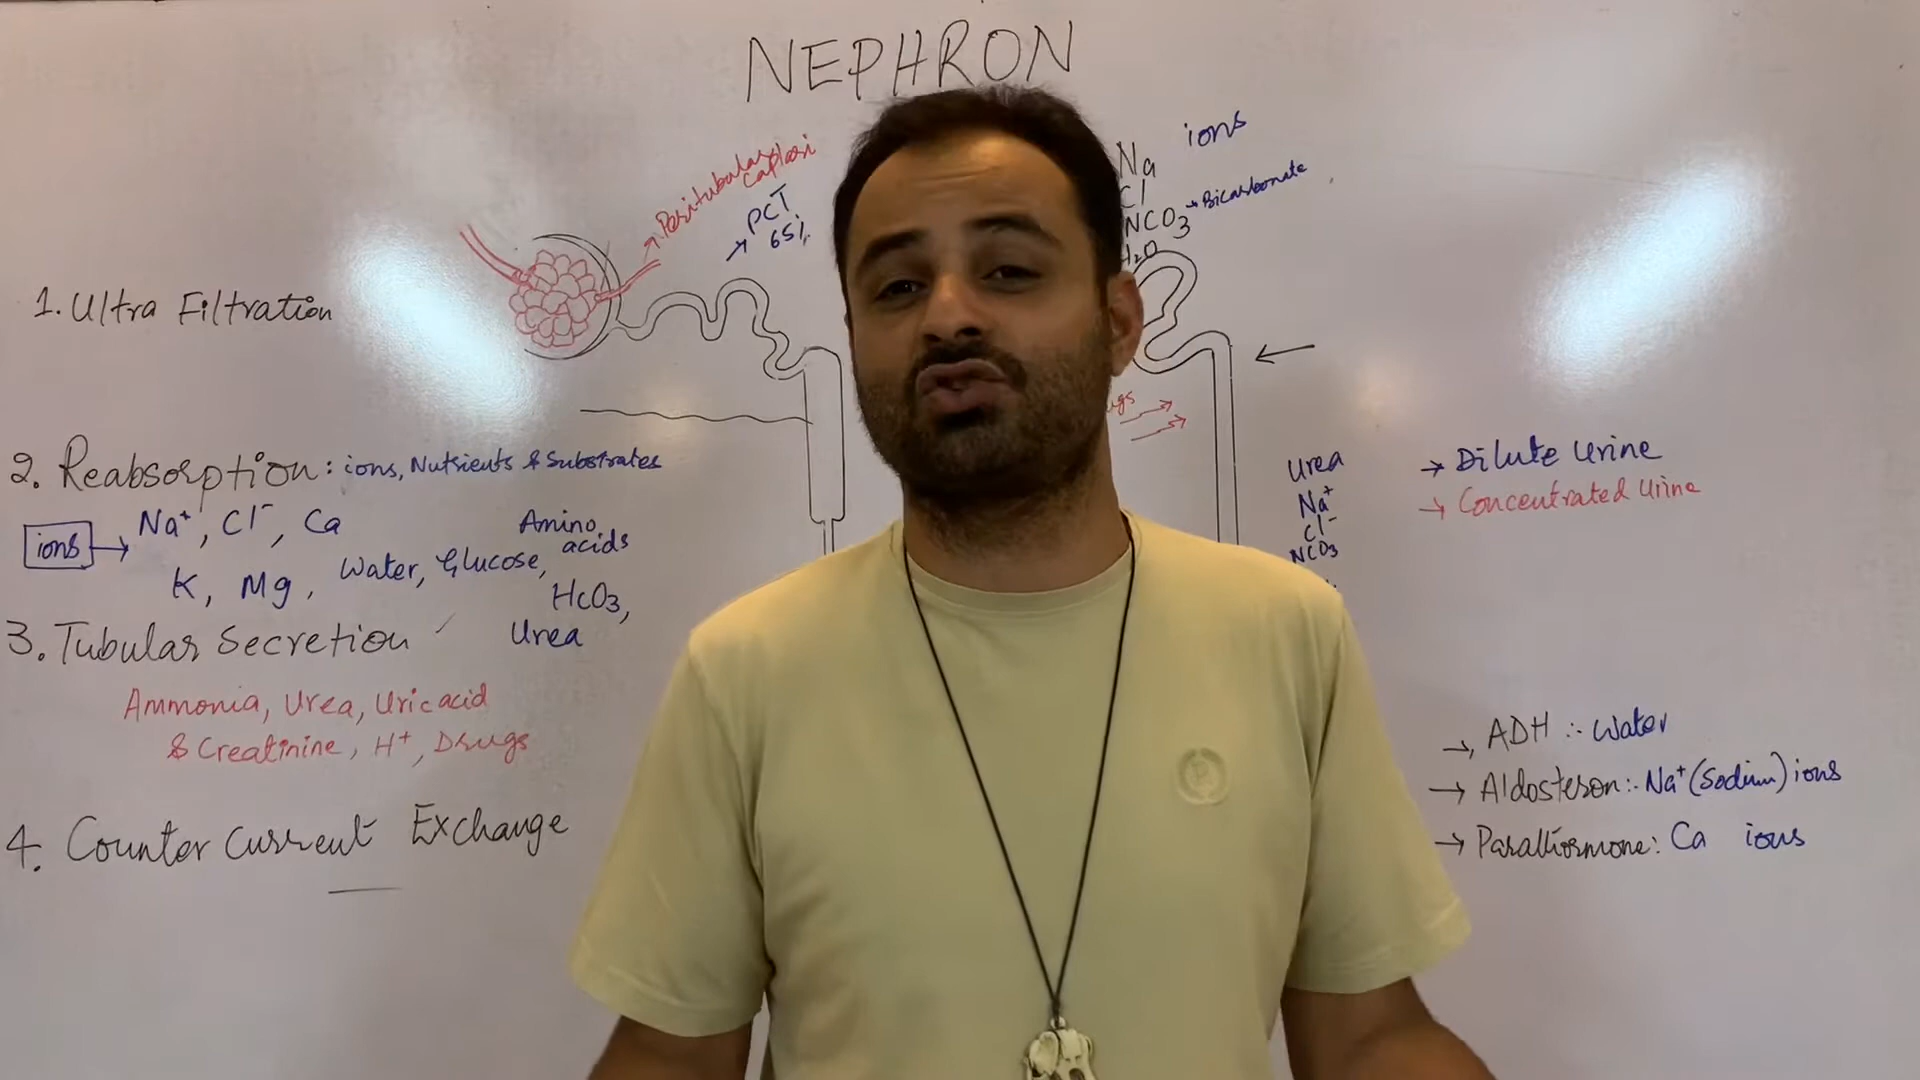 NEPHRON
Peritubular
caplari
PCT
65%
Na ions
Cl
NCO3 → Bicarbonate
H2O
1. Ultra Filtration
2. Reabsorption: ions, Nutrients & Substrates
ions → Na+, Cl-, Ca
K, Mg, Water, Glucose, Amino acids
HcO3,
Urea
3. Tubular Secretion
Ammonia, Urea, Uric acid
& Creatinine, H+, Drugs
4. Counter Current Exchange
Urea
Na+
Cl-
NCO3
→ Dilute Urine
→ Concentrated Urine
→ ADH :- Water
→ Aldosteron:- Na+ (Sodium) ions
→ Parathormone: Ca ions